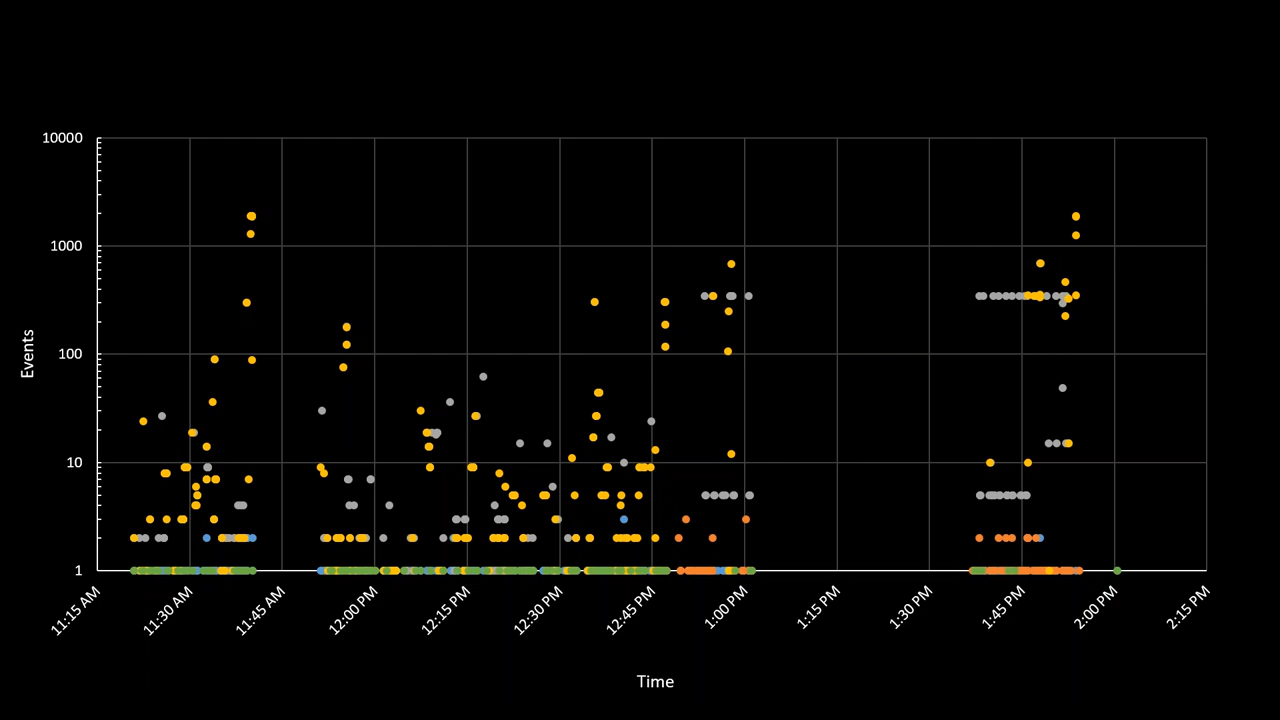 10000
1000
100
10
1
Events
11:15 AM
11:30 AM
11:45 AM
12:00 PM
12:15 PM
12:30 PM
12:45 PM
1:00 PM
1:15 PM
1:30 PM
1:45 PM
2:00 PM
2:15 PM
Time